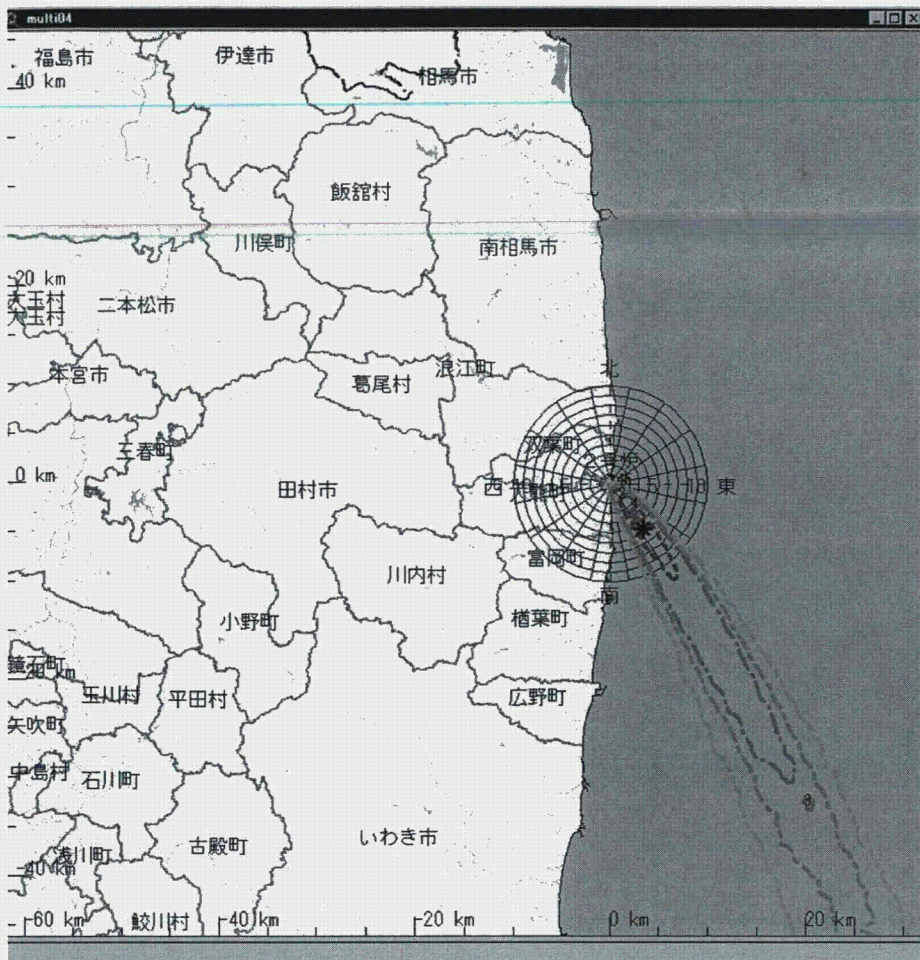 multi04
福島市
伊達市
相馬市
40 km
飯舘村
川俣町
南相馬市
20 km
大玉村
大玉村
二本松市
本宮市
葛尾村
浪江町
北
双葉町
三春町
0 km
田村市
西
東
富岡町
川内村
南
小野町
楢葉町
鏡石町
玉川村
平田村
広野町
矢吹町
中島村
石川町
浅川町
古殿町
いわき市
-40 km
鮫川村
-60 km
-40 km
-20 km
0 km
20 km